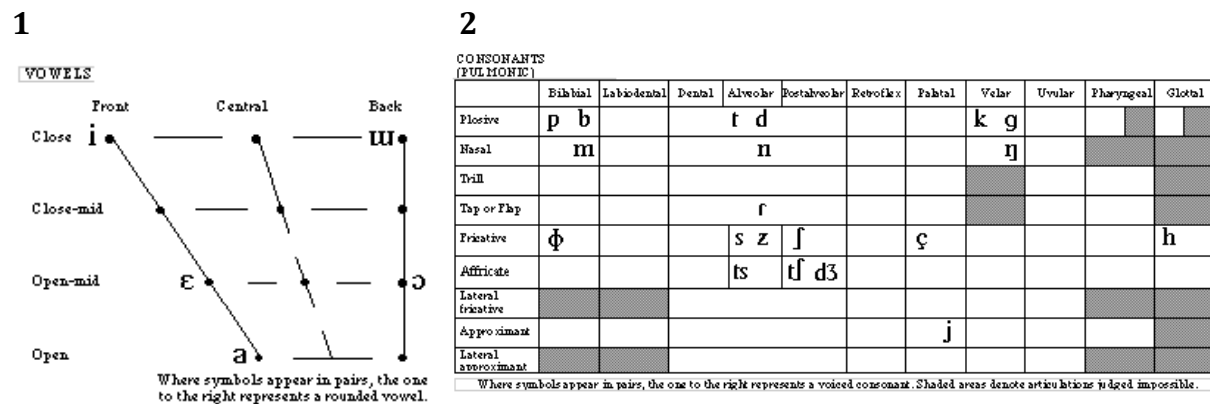 1
VOWELS
Front Central Back
Close i ɯ
Close-mid
Open-mid ɛ ɔ
Open a
Where symbols appear in pairs, the one
to the right represents a rounded vowel.
2
CONSONANTS
(PULMONIC)
Bilabial Labiodental Dental Alveolar Postalveolar Retroflex Palatal Velar Uvular Pharyngeal Glottal
Plosive p b t d k ɡ
Nasal m n ŋ
Trill
Tap or Flap ɾ
Fricative ɸ s z ʃ ç h
Affricate ts tʃ dʒ
Lateral
fricative
Approximant j
Lateral
approximant
Where symbols appear in pairs, the one to the right represents a voiced consonant. Shaded areas denote articulations judged impossible.